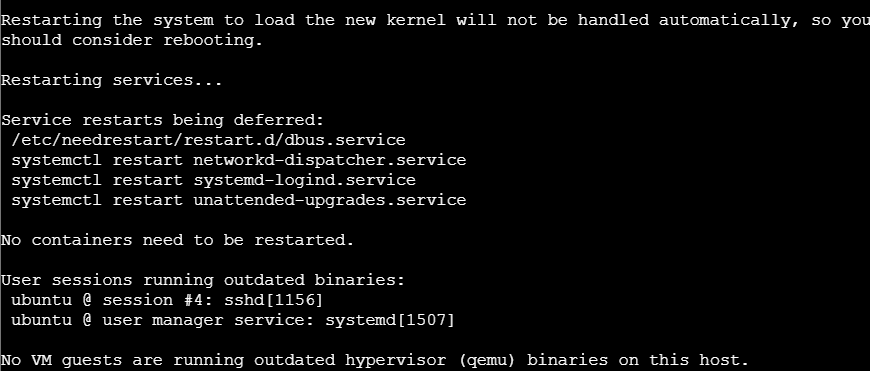 Restarting the system to load the new kernel will not be handled automatically, so you
should consider rebooting.
Restarting services...
Service restarts being deferred:
/etc/needrestart/restart.d/dbus.service
systemctl restart networkd-dispatcher.service
systemctl restart systemd-logind.service
systemctl restart unattended-upgrades.service
No containers need to be restarted.
User sessions running outdated binaries:
ubuntu @ session #4: sshd[1156]
ubuntu @ user manager service: systemd[1507]
No VM guests are running outdated hypervisor (qemu) binaries on this host.